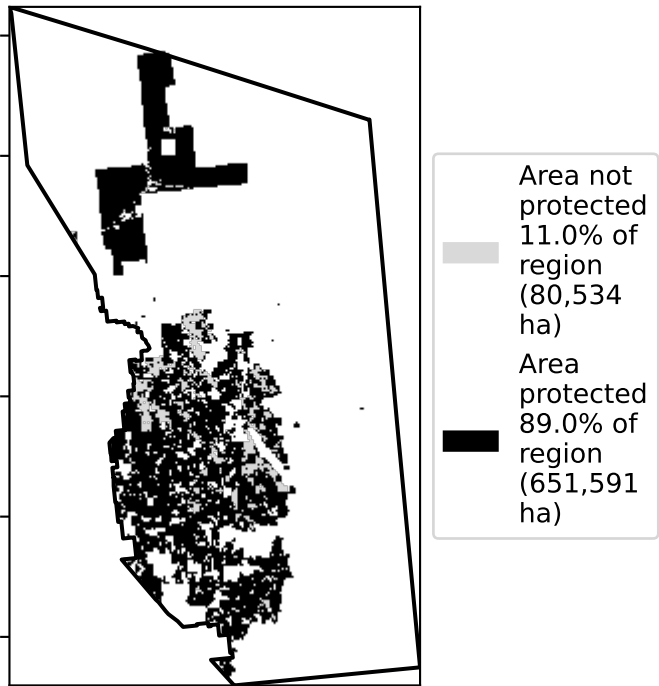 Area not
protected
11.0% of
region
(80,534
ha)
Area
protected
89.0% of
region
(651,591
ha)